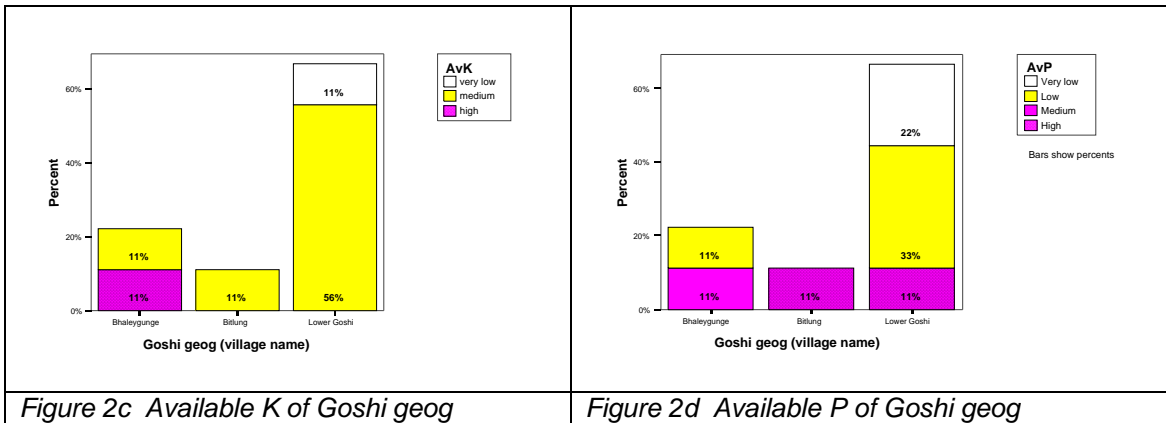 AvK
very low
medium
high
60%
40%
20%
0%
Percent
11%
11%
11%
11%
56%
Bhaleygunge
Bitlung
Lower Goshi
Goshi geog (village name)
Figure 2c Available K of Goshi geog
AvP
Very low
Low
Medium
High
Bars show percents
60%
40%
20%
0%
Percent
22%
11%
33%
11%
11%
11%
Bhaleygunge
Bitlung
Lower Goshi
Goshi geog (village name)
Figure 2d Available P of Goshi geog